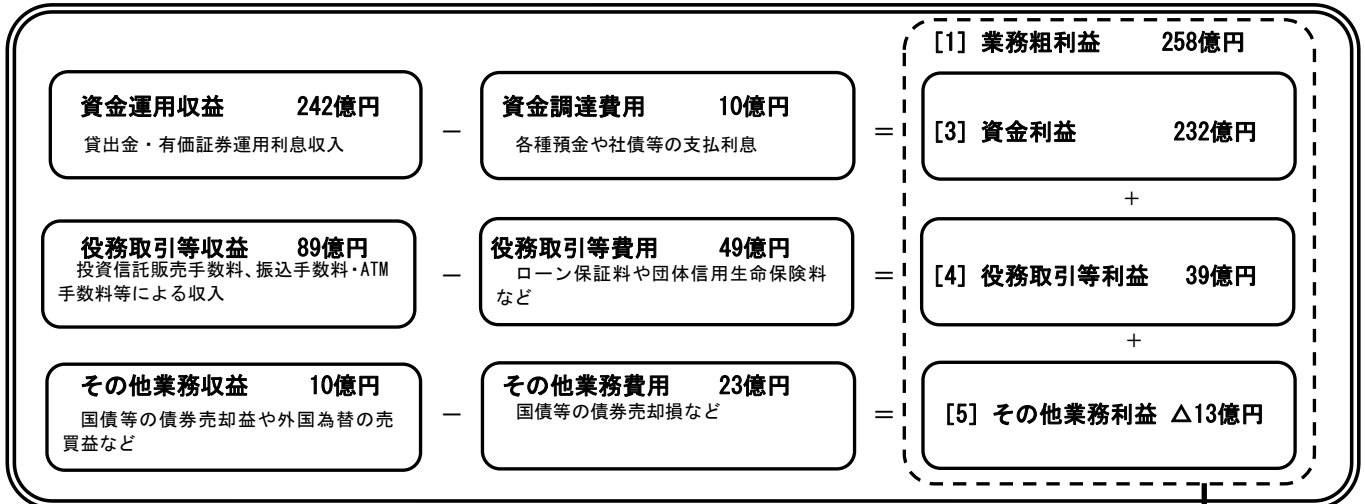 [1] 業務粗利益 258億円
資金運用収益 242億円
貸出金・有価証券運用利息収入
－
資金調達費用 10億円
各種預金や社債等の支払利息
＝
[3] 資金利益 232億円
＋
役務取引等収益 89億円
投資信託販売手数料、振込手数料・ATM
手数料等による収入
－
役務取引等費用 49億円
ローン保証料や団体信用生命保険料
など
＝
[4] 役務取引等利益 39億円
＋
その他業務収益 10億円
国債等の債券売却益や外国為替の売
買益など
－
その他業務費用 23億円
国債等の債券売却損など
＝
[5] その他業務利益 △13億円